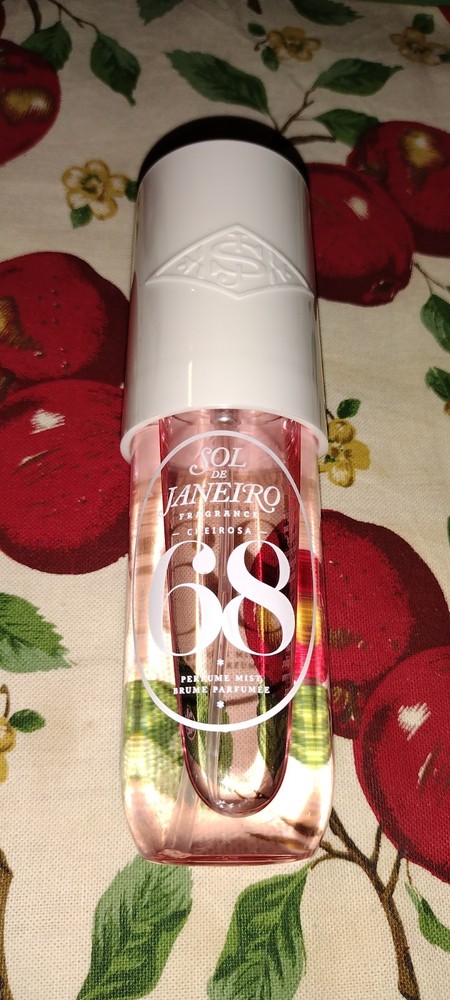 SOL
DE
JANEIRO
FRAGRANCE
— CHEIROSA —
68
PERFUME MIST
BRUME PARFUMÉE